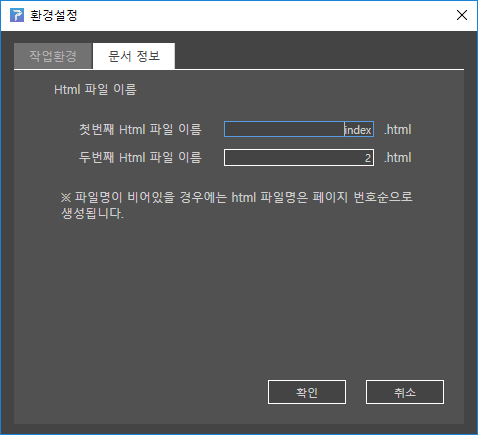 환경설정
작업환경 문서 정보
Html 파일 이름
첫번째 Html 파일 이름 index .html
두번째 Html 파일 이름 2 .html
※ 파일명이 비어있을 경우에는 html 파일명은 페이지 번호순으로
생성됩니다.
확인 취소